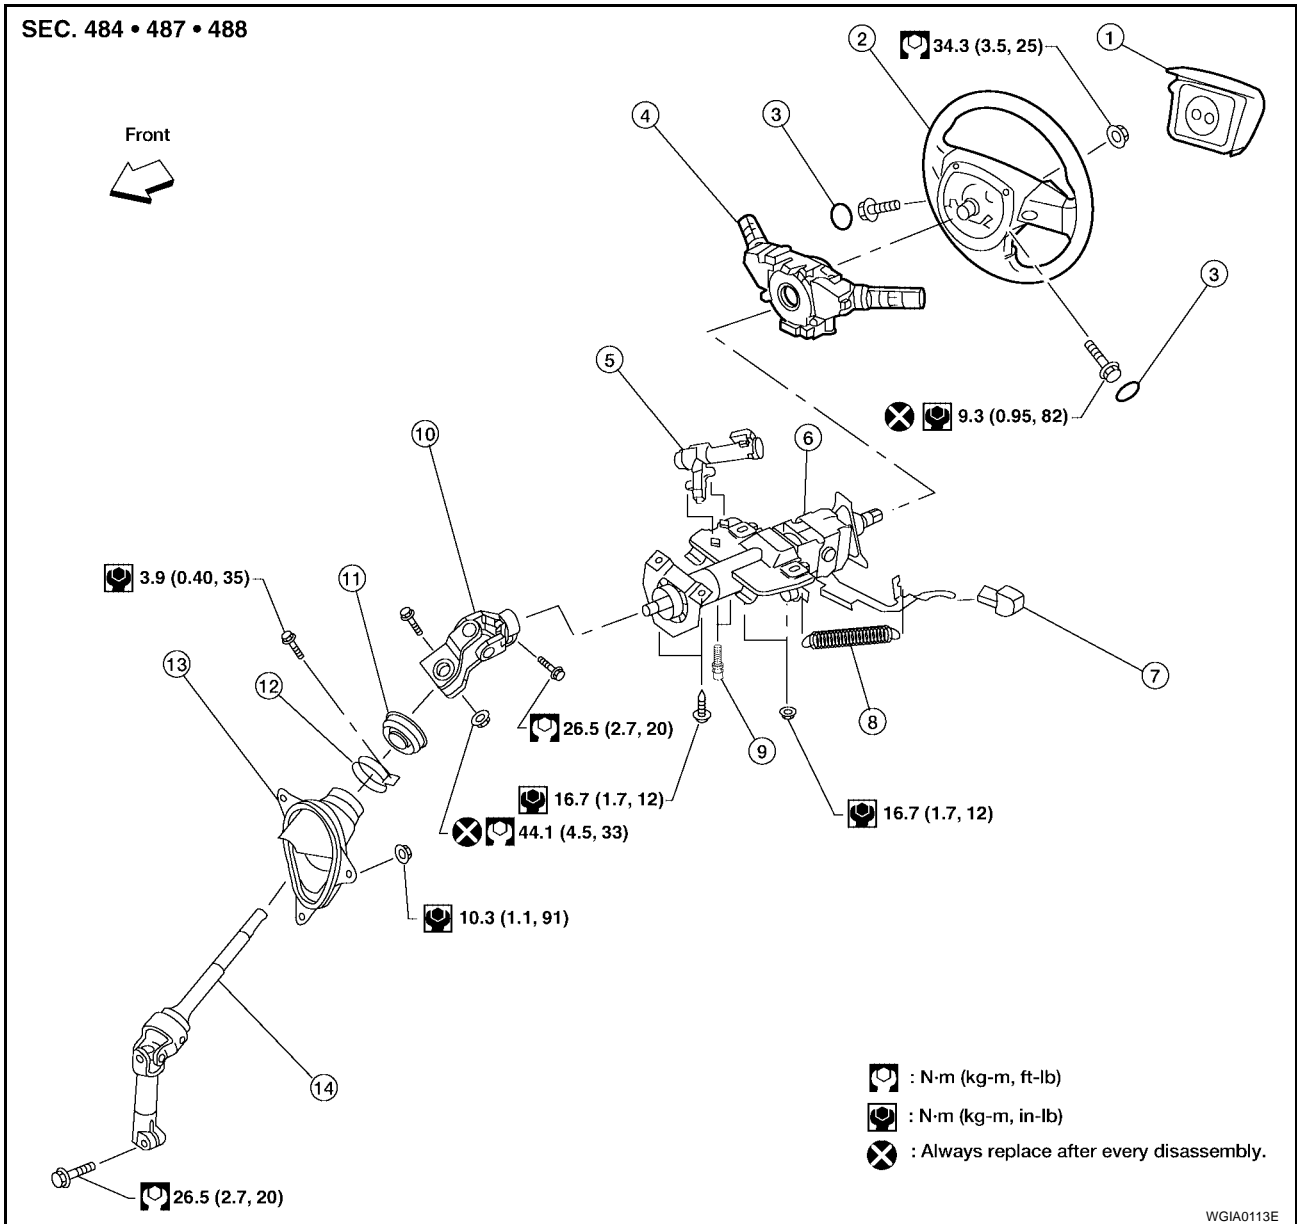 SEC. 484 • 487 • 488
1
2
34.3 (3.5, 25)
Front
4
3
3
5
9.3 (0.95, 82)
10
6
3.9 (0.40, 35)
11
13
12
7
8
26.5 (2.7, 20)
9
16.7 (1.7, 12)
16.7 (1.7, 12)
44.1 (4.5, 33)
10.3 (1.1, 91)
14
: N·m (kg-m, ft-lb)
: N·m (kg-m, in-lb)
: Always replace after every disassembly.
26.5 (2.7, 20)
WGIA0113E